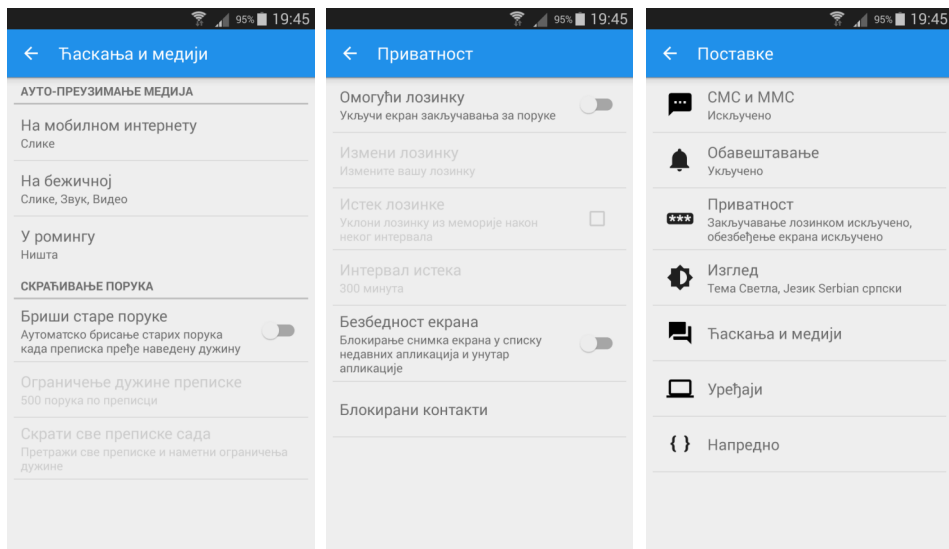 95% 19:45
Ћаскања и медији
АУТО-ПРЕУЗИМАЊЕ МЕДИЈА
На мобилном интернету
Слике
На бежичној
Слике, Звук, Видео
У ромингу
Ништа
СКРАЋИВАЊЕ ПОРУКА
Бриши старе поруке
Аутоматско брисање старих порука
када преписка пређе наведену дужину
Ограничење дужине преписке
500 порука по преписци
Скрати све преписке сада
Претражи све преписке и наметни ограничења
дужине
95% 19:45
Приватност
Омогући лозинку
Укључи екран закључавања за поруке
Измени лозинку
Измените вашу лозинку
Истек лозинке
Уклони лозинку из меморије након
неког интервала
Интервал истека
300 минута
Безбедност екрана
Блокирање снимка екрана у списку
недавних апликација и унутар
апликације
Блокирани контакти
95% 19:45
Поставке
СМС и ММС
Искључено
Обавештавање
Укључено
Приватност
Закључавање лозинком искључено,
обезбеђење екрана искључено
Изглед
Тема Светла, Језик Serbian српски
Ћаскања и медији
Уређаји
Напредно